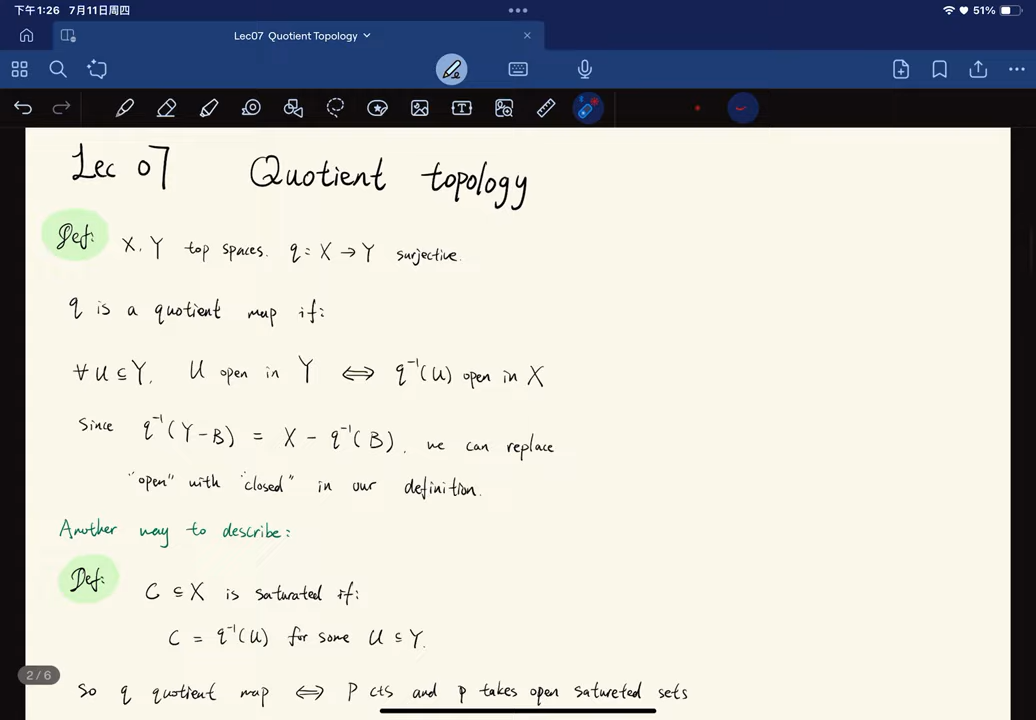 下午1:26 7月11日周四
51%
Lec07 Quotient Topology
Lec 07 Quotient topology
Def: X, Y top spaces. q: X → Y surjective.
q is a quotient map if:
∀ U ⊆ Y, U open in Y ⟺ q⁻¹(U) open in X
Since q⁻¹(Y-B) = X - q⁻¹(B), we can replace
"open" with "closed" in our definition.
Another way to describe:
Def: C ⊆ X is saturated if:
C = q⁻¹(U) for some U ⊆ Y.
2 / 6
So q quotient map ⟺ p cts and p takes open satureted sets